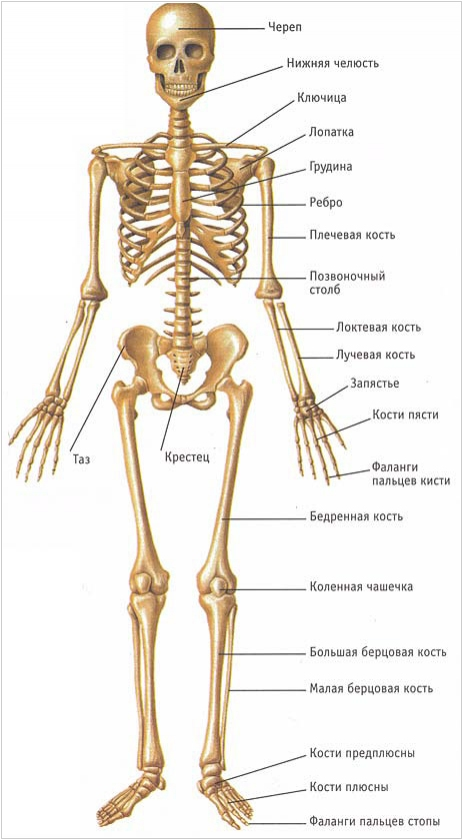 Череп
Нижняя челюсть
Ключица
Лопатка
Грудина
Ребро
Плечевая кость
Позвоночный
столб
Локтевая кость
Лучевая кость
Запястье
Кости пясти
Таз
Крестец
Фаланги
пальцев кисти
Бедренная кость
Коленная чашечка
Большая берцовая кость
Малая берцовая кость
Кости предплюсны
Кости плюсны
Фаланги пальцев стопы